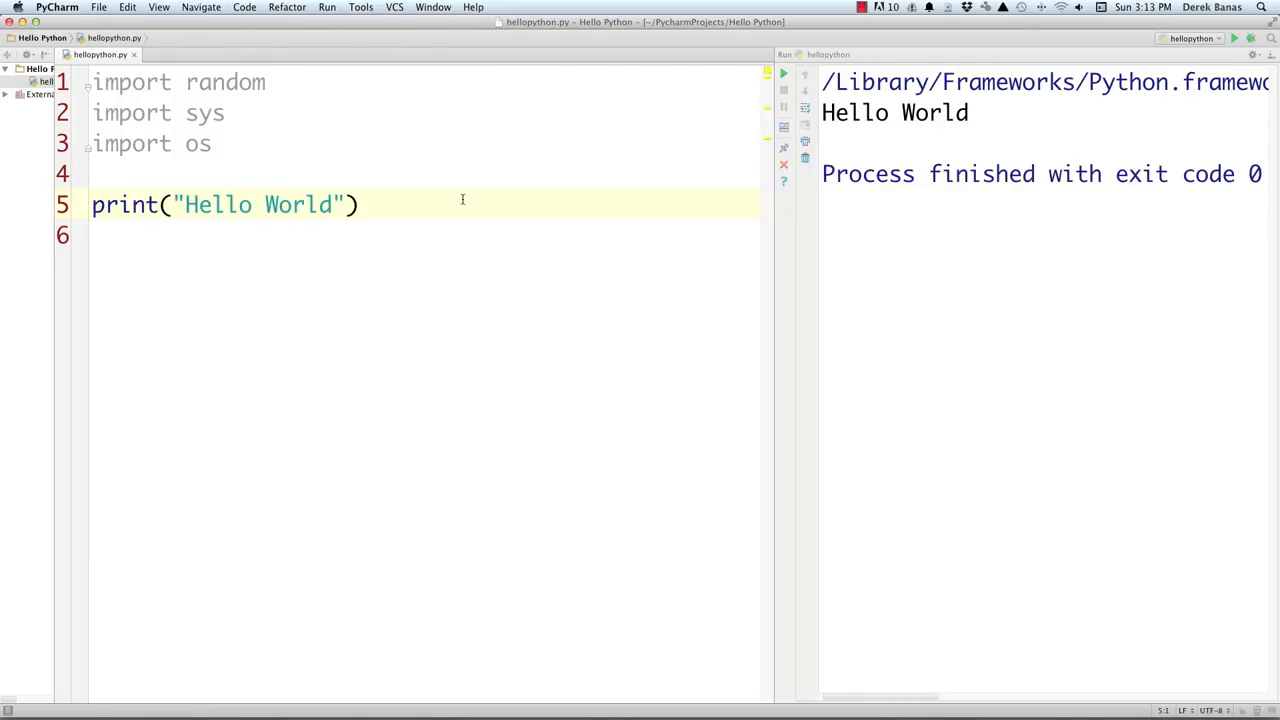 PyCharm File Edit View Navigate Code Refactor Run Tools VCS Window Help 10 Sun 3:13 PM Derek Banas
hellopython.py – Hello Python – [~/PycharmProjects/Hello Python]
Hello Python hellopython.py hellopython
hellopython.py Run hellopython
Hello P
hell
Externa
1 import random
2 import sys
3 import os
4
5 print("Hello World")
6
/Library/Frameworks/Python.framewo
Hello World
Process finished with exit code 0
?
5:1 LF UTF-8